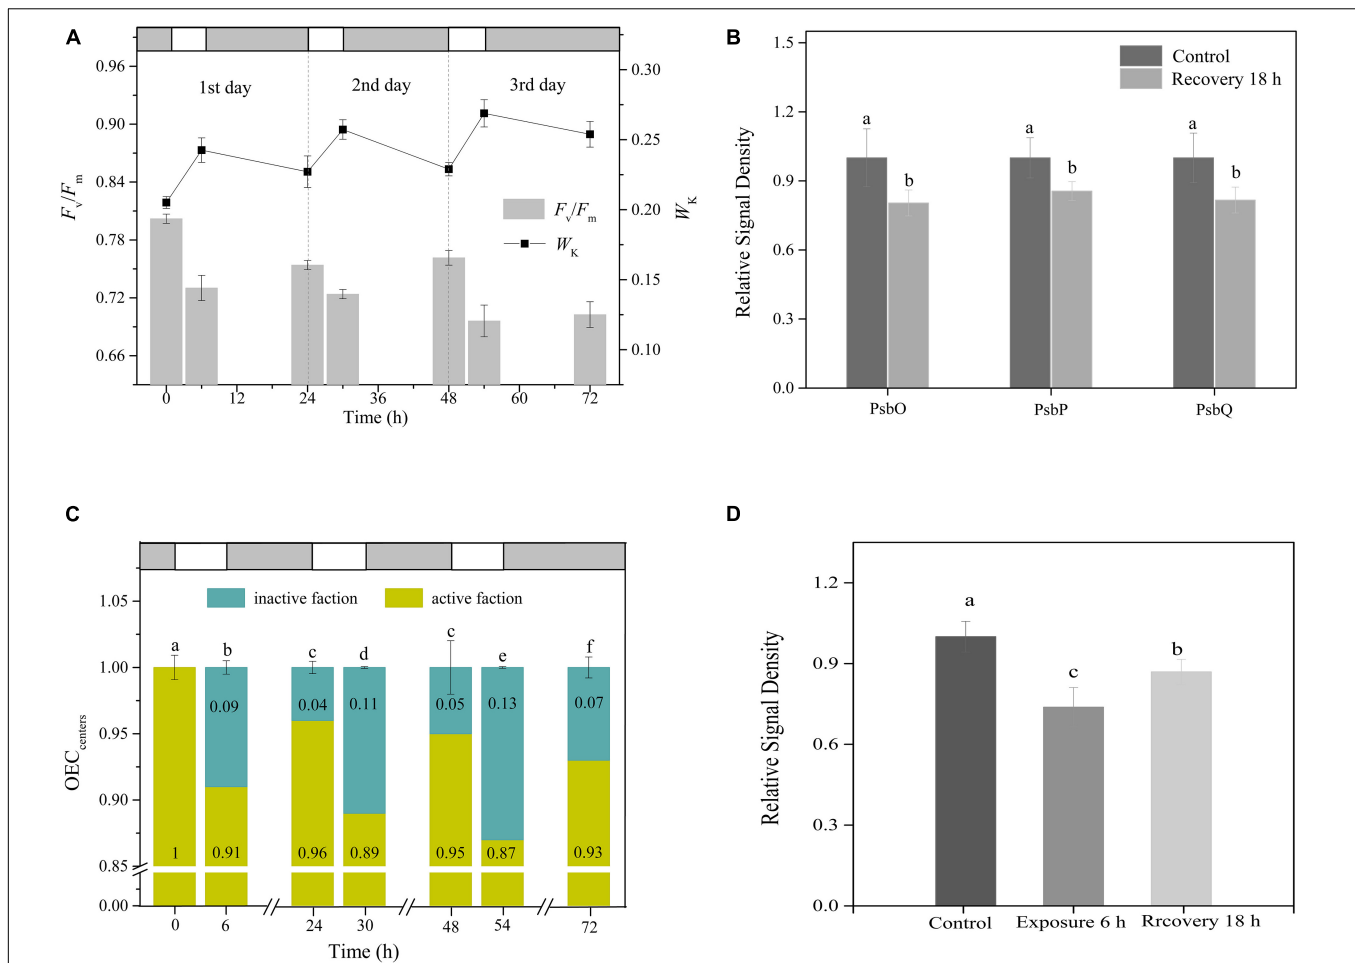 A
0.96
0.90
0.84
0.78
0.72
0.66
Fv/Fm
1st day
2nd day
3rd day
Fv/Fm
WK
0.30
0.25
0.20
0.15
0.10
WK
0 12 24 36 48 60 72
Time (h)
B
1.5
1.2
0.9
0.6
0.3
0.0
Relative Signal Density
Control
Recovery 18 h
a
b
a
b
a
b
PsbO PsbP PsbQ
C
inactive faction active faction
1.05
1.00
0.95
0.90
0.85
0.00
OECcenters
a b c d c e f
0.09 0.04 0.11 0.05 0.13 0.07
1 0.91 0.96 0.89 0.95 0.87 0.93
0 6 24 30 48 54 72
Time (h)
D
1.2
0.9
0.6
0.3
0.0
Relative Signal Density
a
c
b
Control Exposure 6 h Rrcovery 18 h